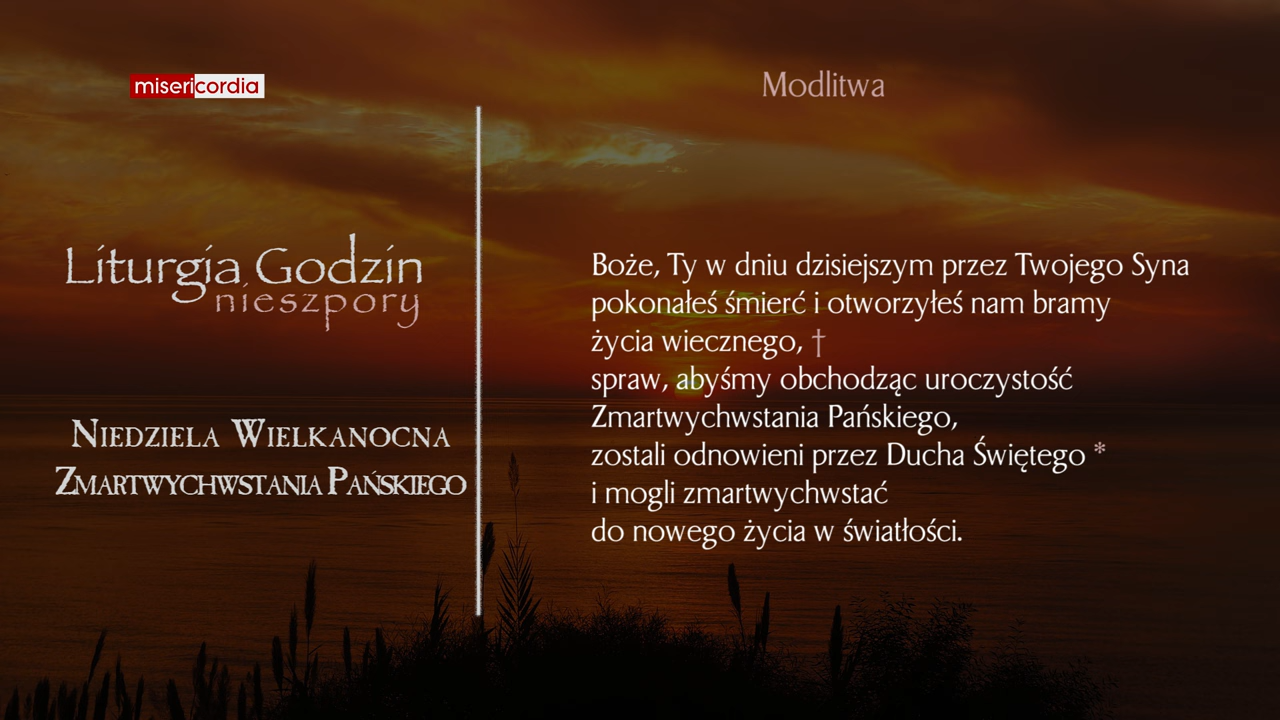 misericordia
Liturgia Godzin
nieszpory
Niedziela Wielkanocna
Zmartwychwstania Pańskiego
Modlitwa
Boże, Ty w dniu dzisiejszym przez Twojego Syna
pokonałeś śmierć i otworzyłeś nam bramy
życia wiecznego, †
spraw, abyśmy obchodząc uroczystość
Zmartwychwstania Pańskiego,
zostali odnowieni przez Ducha Świętego *
i mogli zmartwychwstać
do nowego życia w światłości.